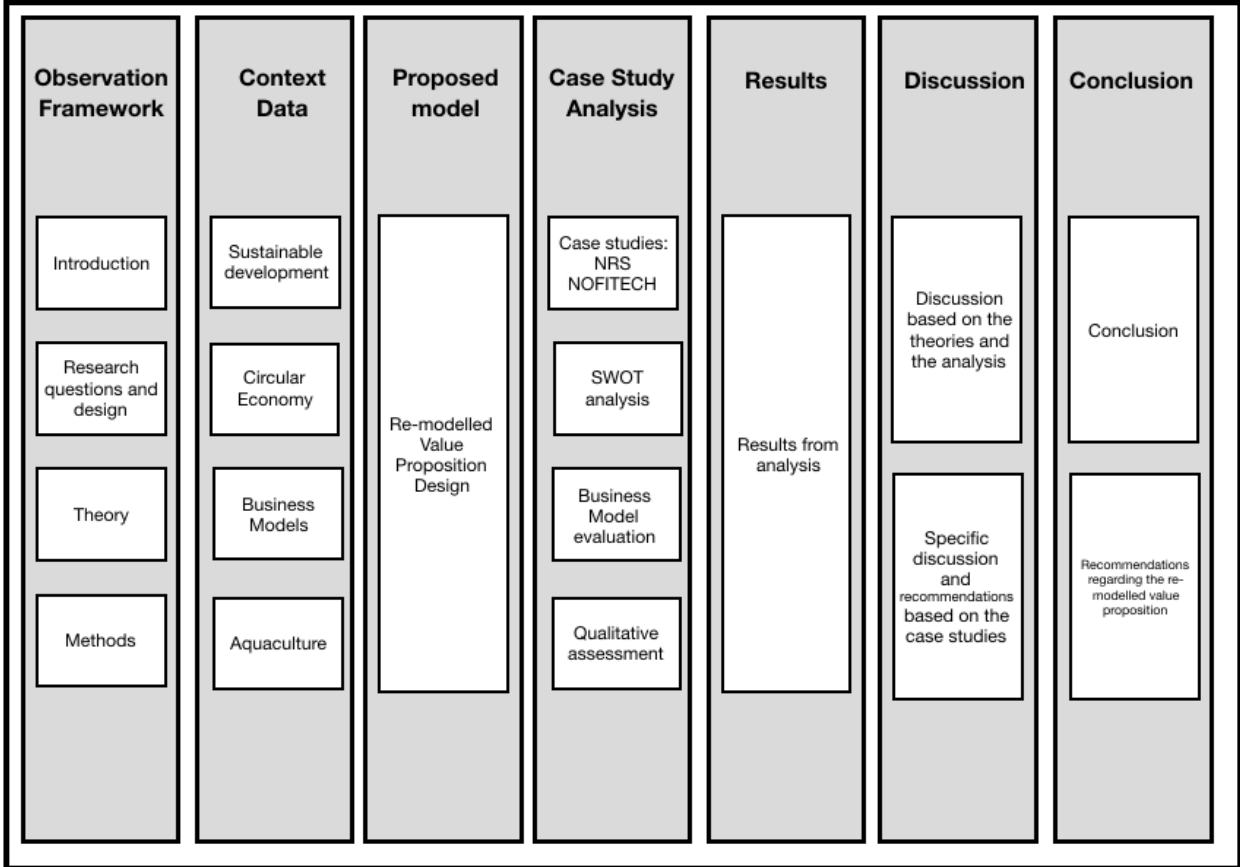 Observation
Framework
Introduction
Research
questions and
design
Theory
Methods
Context
Data
Sustainable
development
Circular
Economy
Business
Models
Aquaculture
Proposed
model
Re-modelled
Value
Proposition
Design
Case Study
Analysis
Case studies:
NRS
NOFITECH
SWOT
analysis
Business
Model
evaluation
Qualitative
assessment
Results
Results from
analysis
Discussion
Discussion
based on the
theories and
the analysis
Specific
discussion
and
recommendations
based on the
case studies
Conclusion
Conclusion
Recommendations
regarding the re-
modelled value
proposition